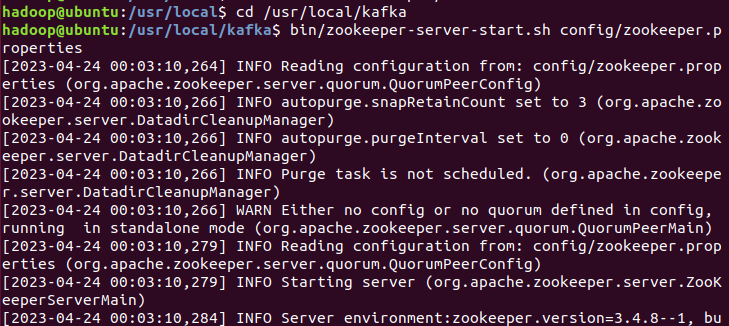 hadoop@ubuntu:/usr/local$ cd /usr/local/kafka
hadoop@ubuntu:/usr/local/kafka$ bin/zookeeper-server-start.sh config/zookeeper.p
roperties
[2023-04-24 00:03:10,264] INFO Reading configuration from: config/zookeeper.prop
erties (org.apache.zookeeper.server.quorum.QuorumPeerConfig)
[2023-04-24 00:03:10,266] INFO autopurge.snapRetainCount set to 3 (org.apache.zo
okeeper.server.DatadirCleanupManager)
[2023-04-24 00:03:10,266] INFO autopurge.purgeInterval set to 0 (org.apache.zook
eeper.server.DatadirCleanupManager)
[2023-04-24 00:03:10,266] INFO Purge task is not scheduled. (org.apache.zookeepe
r.server.DatadirCleanupManager)
[2023-04-24 00:03:10,266] WARN Either no config or no quorum defined in config,
running  in standalone mode (org.apache.zookeeper.server.quorum.QuorumPeerMain)
[2023-04-24 00:03:10,279] INFO Reading configuration from: config/zookeeper.prop
erties (org.apache.zookeeper.server.quorum.QuorumPeerConfig)
[2023-04-24 00:03:10,279] INFO Starting server (org.apache.zookeeper.server.ZooK
eeperServerMain)
[2023-04-24 00:03:10,284] INFO Server environment:zookeeper.version=3.4.8--1, bu